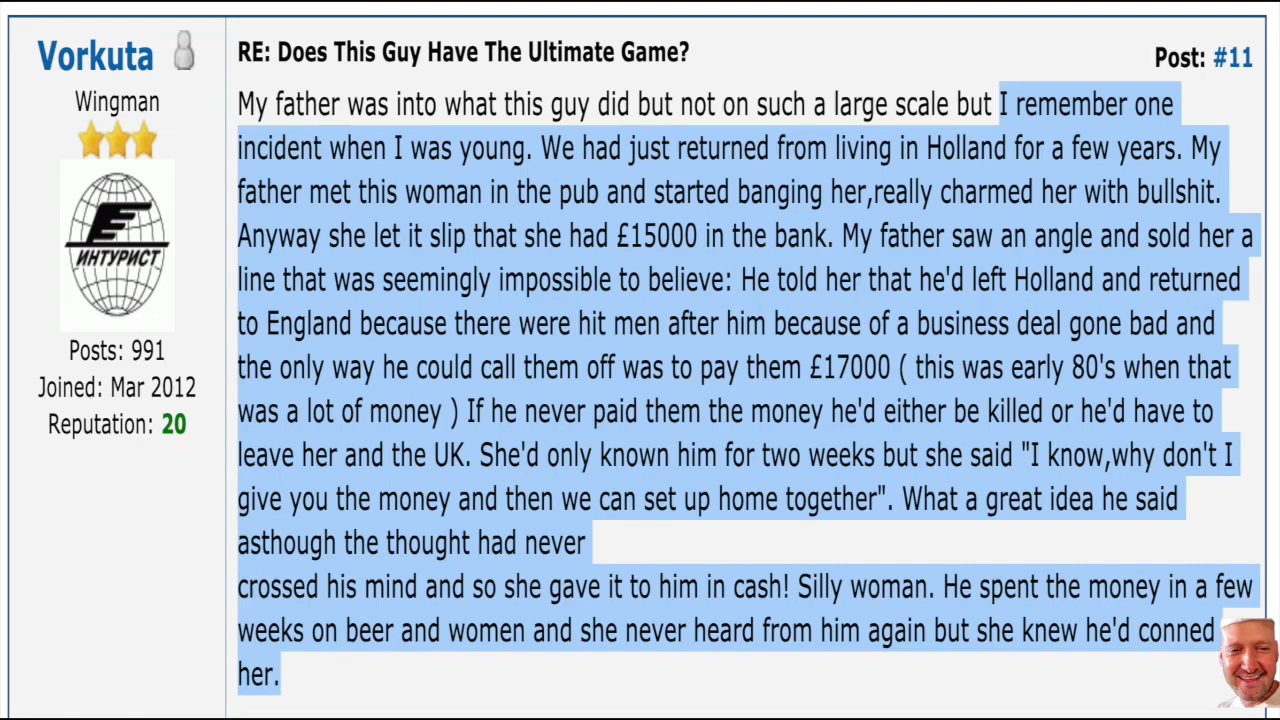 Vorkuta
Wingman
ИНТУРИСТ
Posts: 991
Joined: Mar 2012
Reputation: 20
RE: Does This Guy Have The Ultimate Game?
Post: #11
My father was into what this guy did but not on such a large scale but I remember one
incident when I was young. We had just returned from living in Holland for a few years. My
father met this woman in the pub and started banging her,really charmed her with bullshit.
Anyway she let it slip that she had £15000 in the bank. My father saw an angle and sold her a
line that was seemingly impossible to believe: He told her that he'd left Holland and returned
to England because there were hit men after him because of a business deal gone bad and
the only way he could call them off was to pay them £17000 ( this was early 80's when that
was a lot of money ) If he never paid them the money he'd either be killed or he'd have to
leave her and the UK. She'd only known him for two weeks but she said "I know,why don't I
give you the money and then we can set up home together". What a great idea he said
asthough the thought had never
crossed his mind and so she gave it to him in cash! Silly woman. He spent the money in a few
weeks on beer and women and she never heard from him again but she knew he'd conned
her.